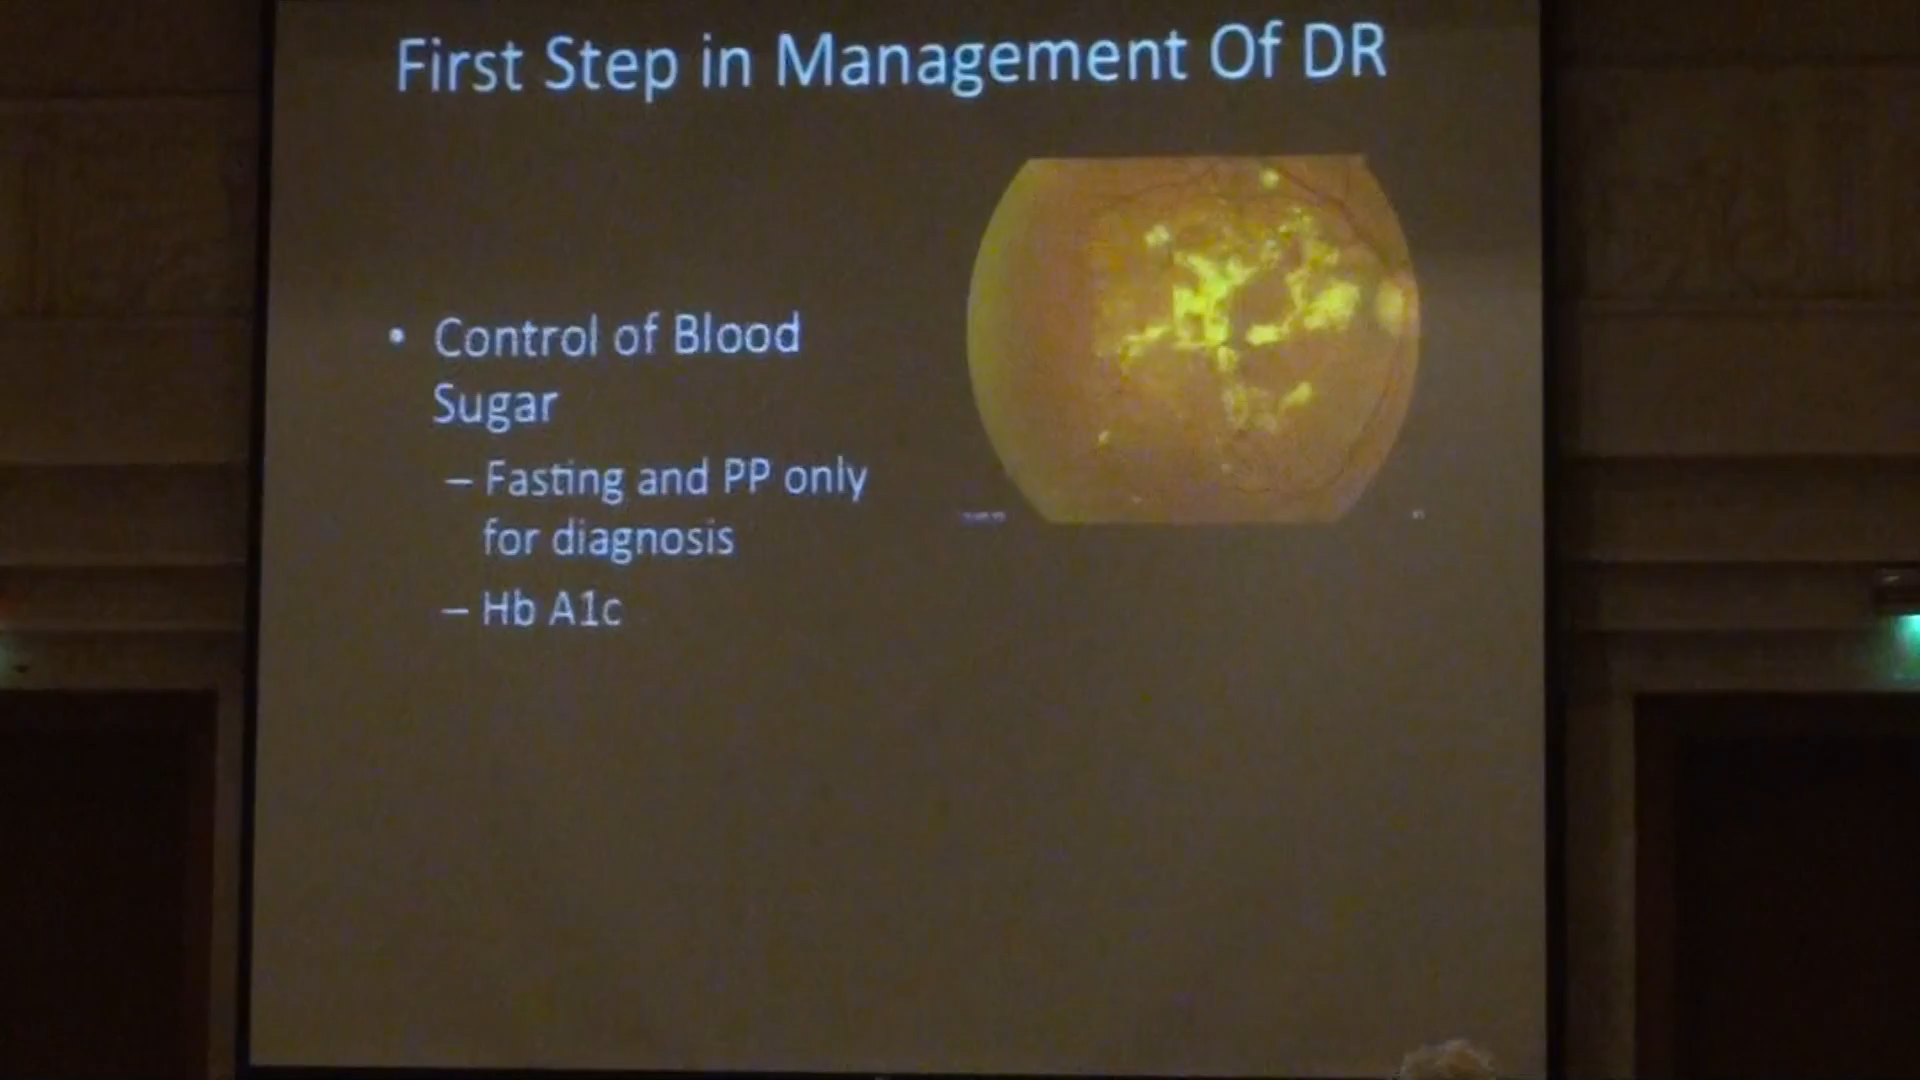 First Step in Management Of DR
• Control of Blood
Sugar
– Fasting and PP only
for diagnosis
– Hb A1c